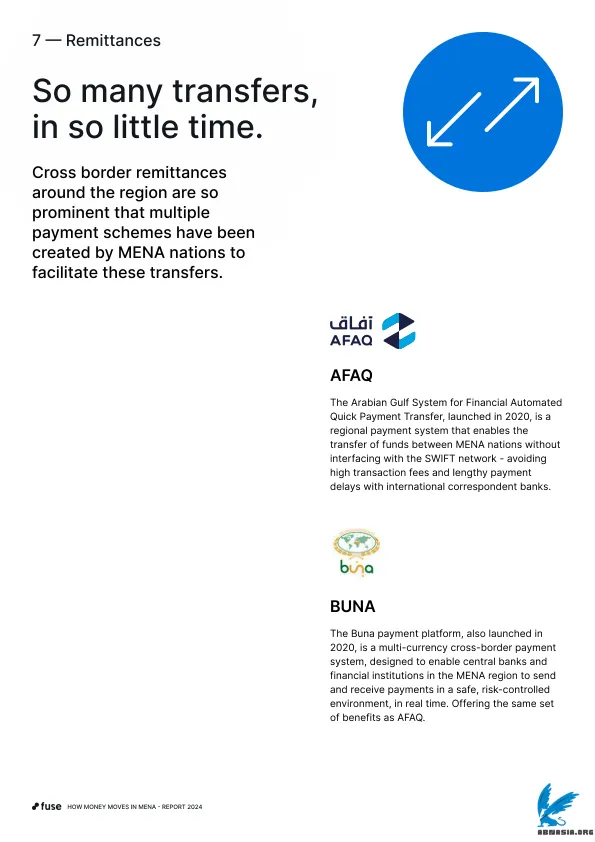 7 — Remittances
So many transfers,
in so little time.
Cross border remittances
around the region are so
prominent that multiple
payment schemes have been
created by MENA nations to
facilitate these transfers.
آفاق
AFAQ
AFAQ
The Arabian Gulf System for Financial Automated
Quick Payment Transfer, launched in 2020, is a
regional payment system that enables the
transfer of funds between MENA nations without
interfacing with the SWIFT network - avoiding
high transaction fees and lengthy payment
delays with international correspondent banks.
buna
BUNA
The Buna payment platform, also launched in
2020, is a multi-currency cross-border payment
system, designed to enable central banks and
financial institutions in the MENA region to send
and receive payments in a safe, risk-controlled
environment, in real time. Offering the same set
of benefits as AFAQ.
fuse HOW MONEY MOVES IN MENA - REPORT 2024
ABNASIA.ORG